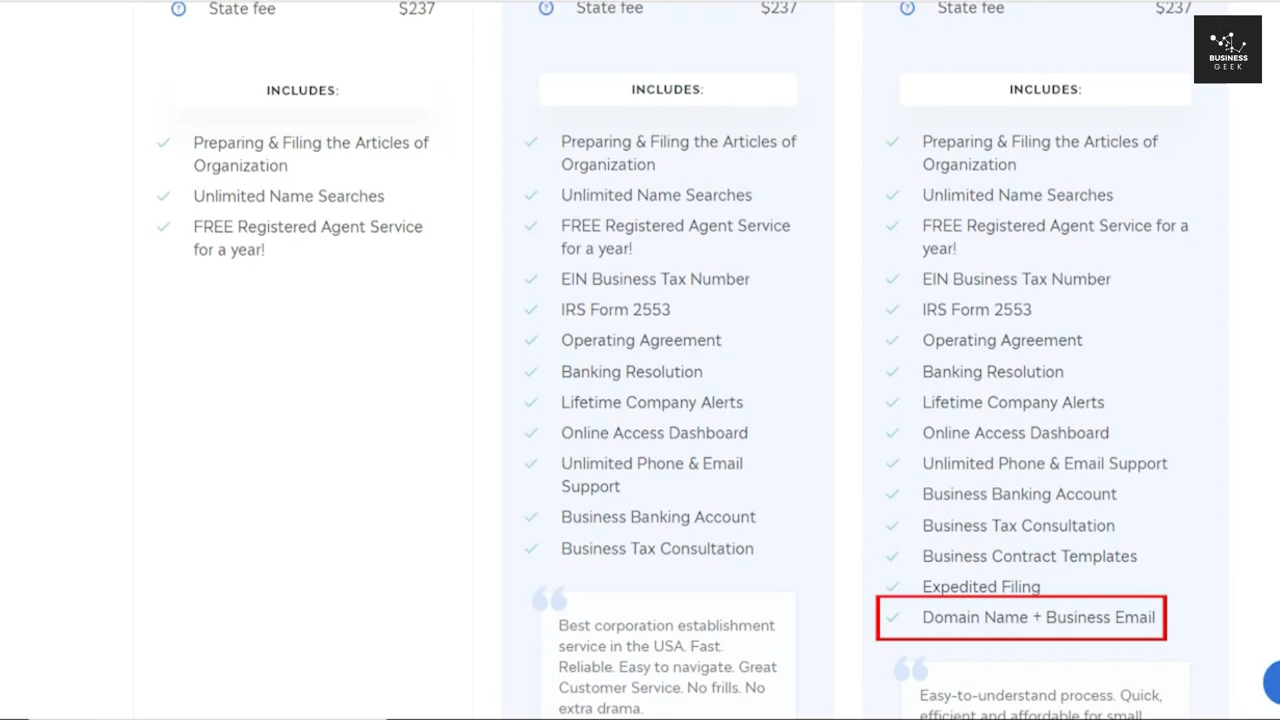 State fee $237
INCLUDES:
Preparing & Filing the Articles of
Organization
Unlimited Name Searches
FREE Registered Agent Service
for a year!
State fee $237
INCLUDES:
Preparing & Filing the Articles of
Organization
Unlimited Name Searches
FREE Registered Agent Service
for a year!
EIN Business Tax Number
IRS Form 2553
Operating Agreement
Banking Resolution
Lifetime Company Alerts
Online Access Dashboard
Unlimited Phone & Email
Support
Business Banking Account
Business Tax Consultation
Best corporation establishment
service in the USA. Fast.
Reliable. Easy to navigate. Great
Customer Service. No frills. No
extra drama.
State fee $237
INCLUDES:
Preparing & Filing the Articles of
Organization
Unlimited Name Searches
FREE Registered Agent Service for a
year!
EIN Business Tax Number
IRS Form 2553
Operating Agreement
Banking Resolution
Lifetime Company Alerts
Online Access Dashboard
Unlimited Phone & Email Support
Business Banking Account
Business Tax Consultation
Business Contract Templates
Expedited Filing
Domain Name + Business Email
Easy-to-understand process. Quick,
efficient and affordable for small
BUSINESS
GEEK